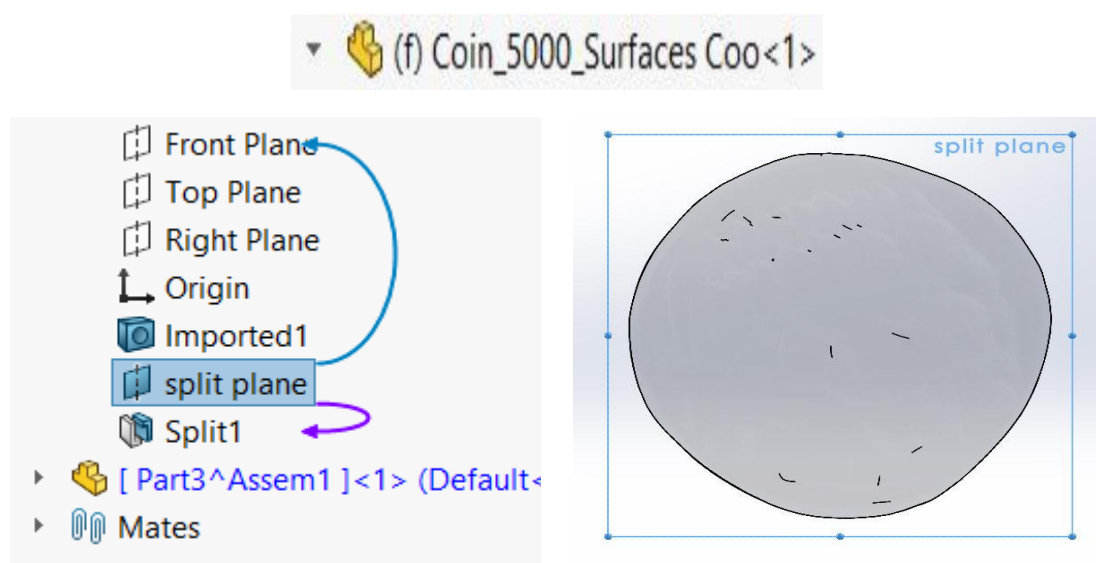 (f) Coin_5000_Surfaces Coo<1>
Front Plane
Top Plane
Right Plane
Origin
Imported1
split plane
Split1
[ Part3^Assem1 ]<1> (Default<
Mates
split plane